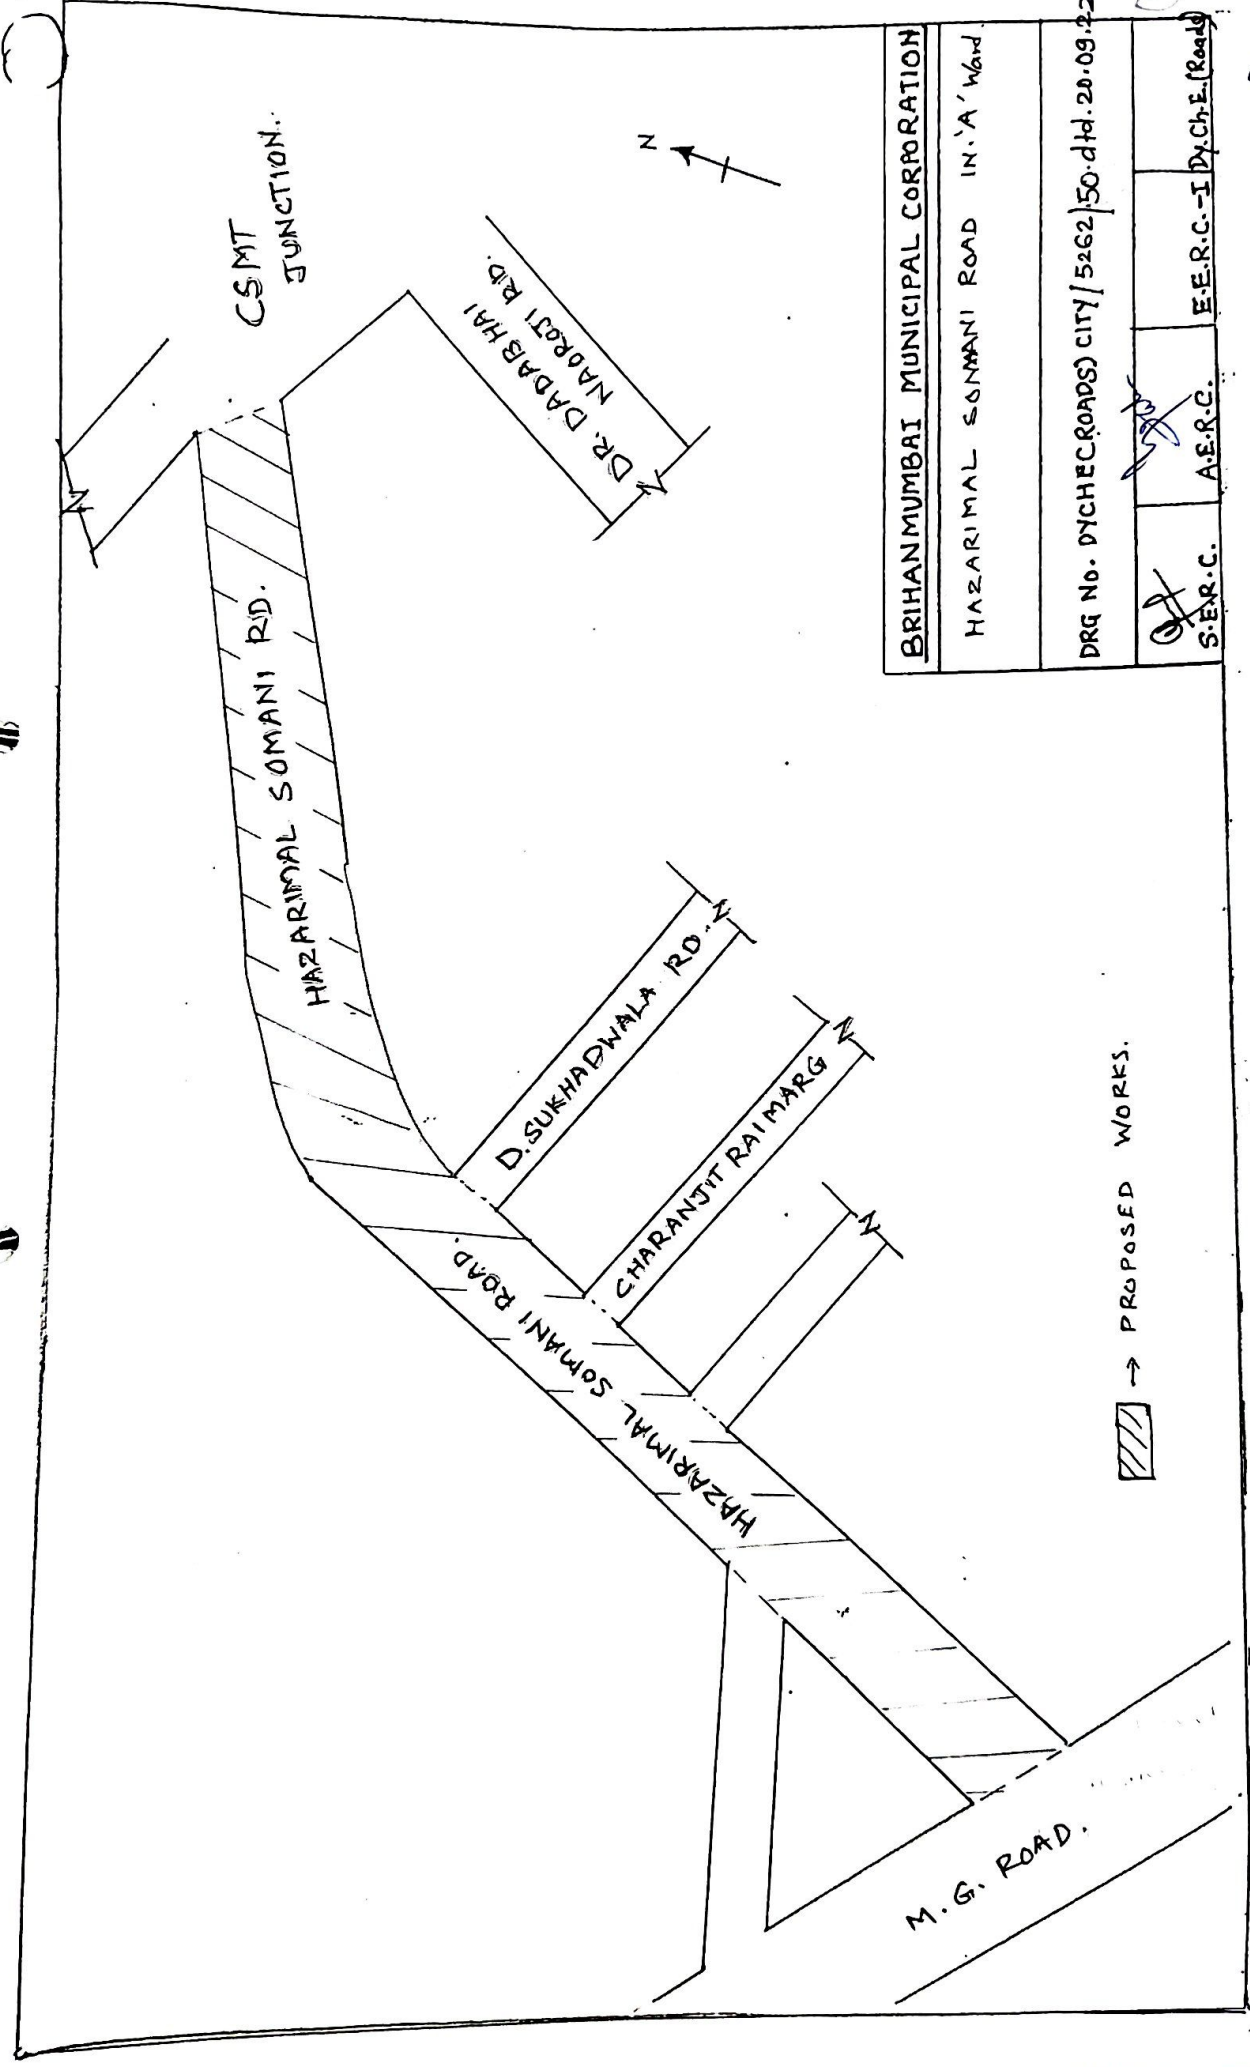 CSMT
JUNCTION.
N
DR. DADABHAI
NAOROJI RD.
HAZARIMAL SOMANI RD.
D. SUKHADWALA RD.
CHARANJIT RAI MARG
HAZARIMAL SOMANI ROAD.
M. G. ROAD.
→ PROPOSED WORKS.
BRIHANMUMBAI MUNICIPAL CORPORATION
HAZARIMAL SOMANI ROAD IN 'A' Ward.
DRG No. DYCHECROADS) CITY/5262/50.dtd.20.09.22
S.E.R.C. A.E.R.C. E.E.R.C.-I Dy.Ch.E.(Roads)